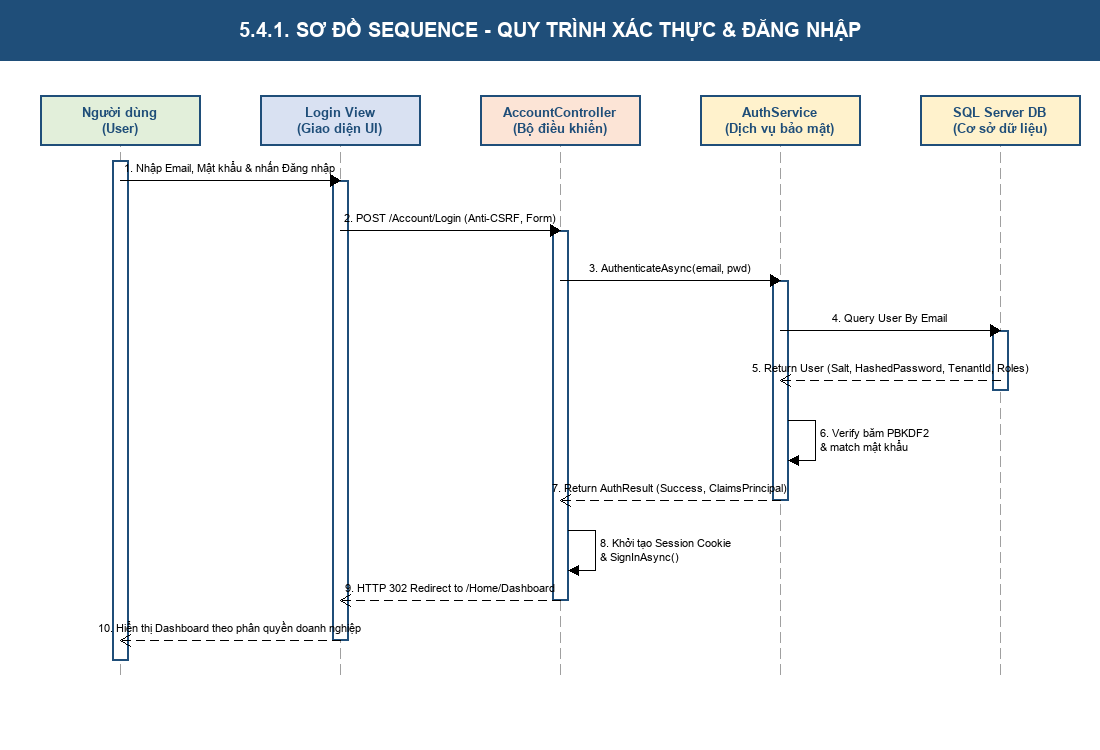 5.4.1. SƠ ĐỒ SEQUENCE - QUY TRÌNH XÁC THỰC & ĐĂNG NHẬP
Người dùng
(User)
Login View
(Giao diện UI)
AccountController
(Bộ điều khiển)
AuthService
(Dịch vụ bảo mật)
SQL Server DB
(Cơ sở dữ liệu)
1. Nhập Email, Mật khẩu & nhấn Đăng nhập
2. POST /Account/Login (Anti-CSRF, Form)
3. AuthenticateAsync(email, pwd)
4. Query User By Email
5. Return User (Salt, HashedPassword, TenantId, Roles)
6. Verify băm PBKDF2
& match mật khẩu
7. Return AuthResult (Success, ClaimsPrincipal)
8. Khởi tạo Session Cookie
& SignInAsync()
9. HTTP 302 Redirect to /Home/Dashboard
10. Hiển thị Dashboard theo phân quyền doanh nghiệp